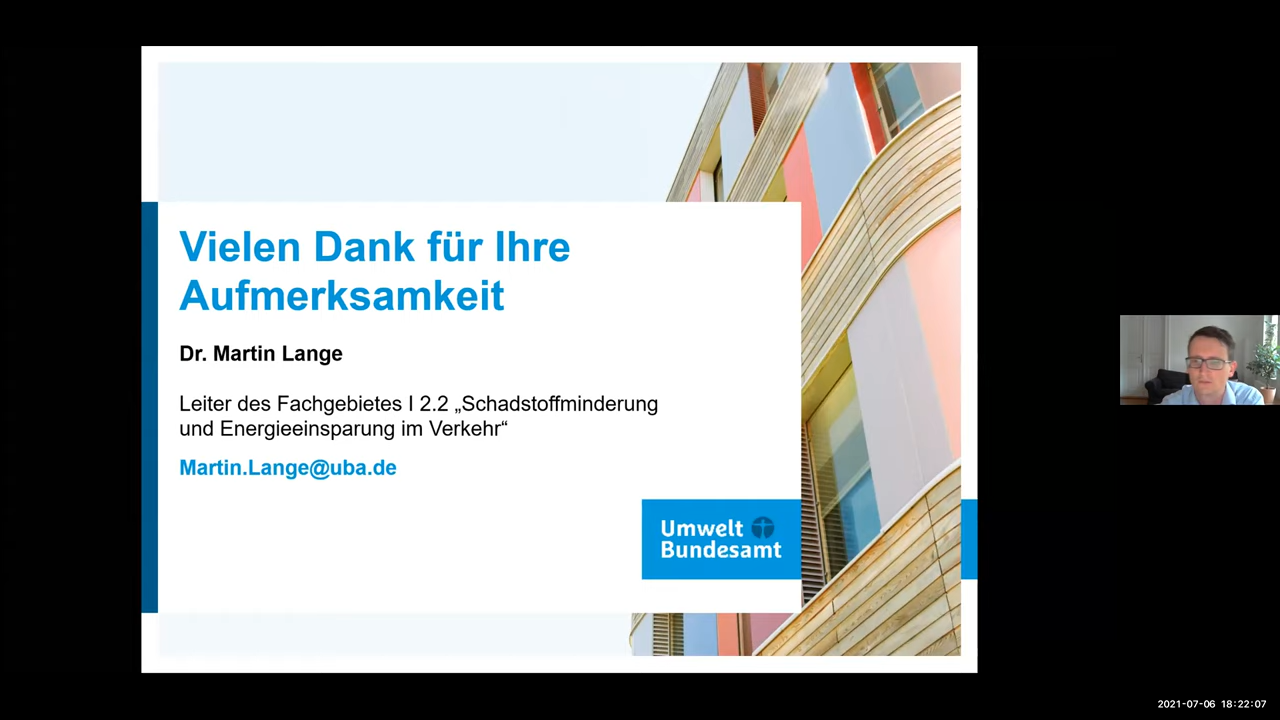 Vielen Dank für Ihre
Aufmerksamkeit
Dr. Martin Lange
Leiter des Fachgebietes I 2.2 „Schadstoffminderung
und Energieeinsparung im Verkehr“
Martin.Lange@uba.de
Umwelt
Bundesamt
2021-07-06 18:22:07